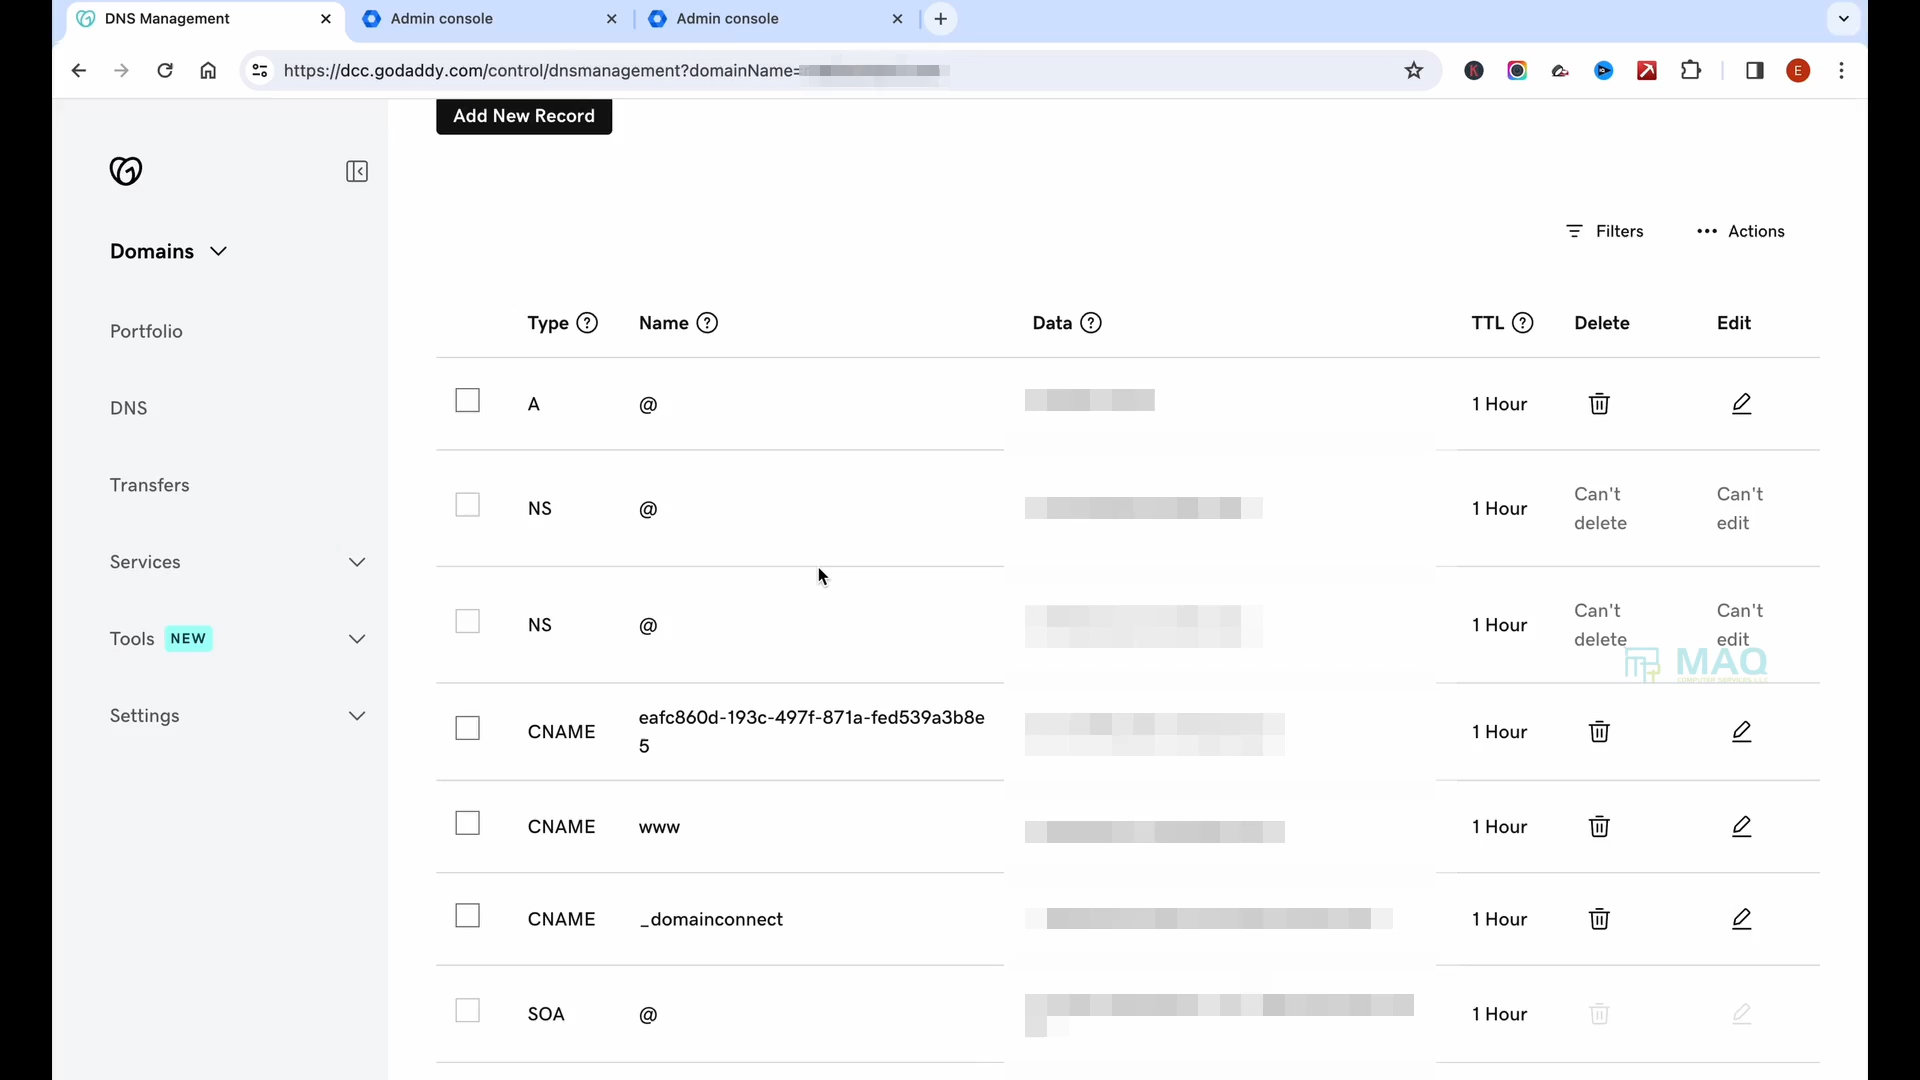 DNS Management
Admin console
Admin console
https://dcc.godaddy.com/control/dnsmanagement?domainName=
E
Add New Record
Domains
Filters
Actions
Portfolio
Type Name Data TTL Delete Edit
DNS
A @ 1 Hour
Transfers
NS @ 1 Hour Can't delete Can't edit
Services
NS @ 1 Hour Can't delete Can't edit
Tools NEW
MAQ
COMPUTER SERVICES LLC
Settings
CNAME eafc860d-193c-497f-871a-fed539a3b8e
5 1 Hour
CNAME www 1 Hour
CNAME _domainconnect 1 Hour
SOA @ 1 Hour